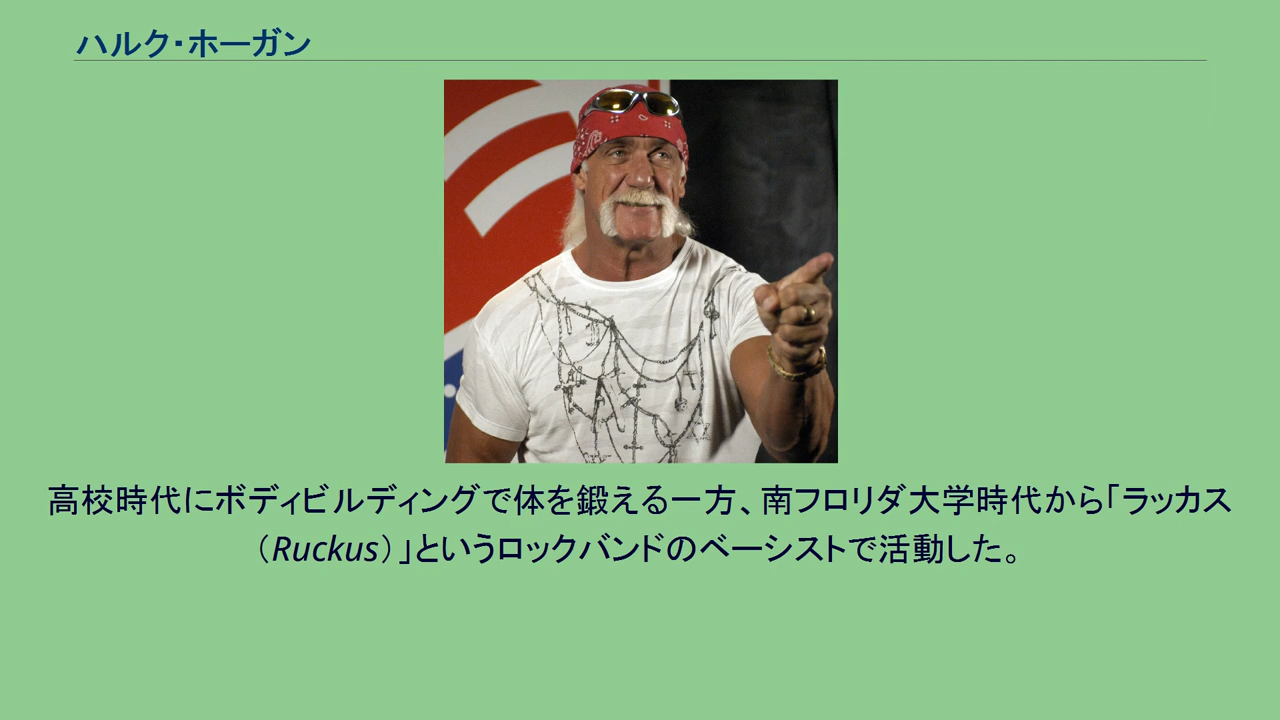 ハルク・ホーガン
高校時代にボディビルディングで体を鍛える一方、南フロリダ大学時代から「ラッカス
（Ruckus）」というロックバンドのベーシストで活動した。